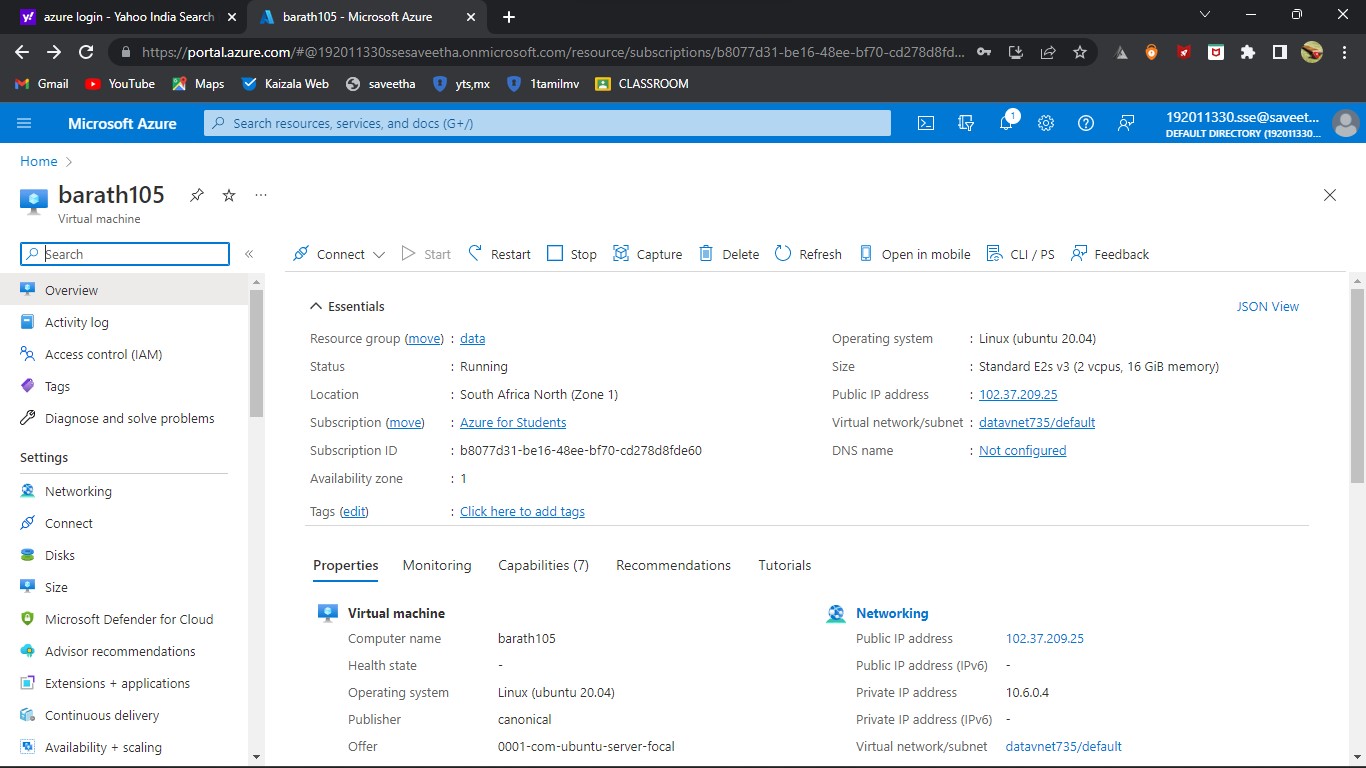 azure login - Yahoo India Search
barath105 - Microsoft Azure
https://portal.azure.com/#@192011330ssesaveetha.onmicrosoft.com/resource/subscriptions/b8077d31-be16-48ee-bf70-cd278d8fd...
Gmail YouTube Maps Kaizala Web saveetha yts,mx 1tamilmv CLASSROOM
Microsoft Azure
Search resources, services, and docs (G+/)
1
192011330.sse@saveet...
DEFAULT DIRECTORY (192011330...
Home
barath105
Virtual machine
Search
Connect Start Restart Stop Capture Delete Refresh Open in mobile CLI / PS Feedback
Overview
Activity log
Access control (IAM)
Tags
Diagnose and solve problems
Settings
Networking
Connect
Disks
Size
Microsoft Defender for Cloud
Advisor recommendations
Extensions + applications
Continuous delivery
Availability + scaling
Essentials
JSON View
Resource group (move) : data
Status : Running
Location : South Africa North (Zone 1)
Subscription (move) : Azure for Students
Subscription ID : b8077d31-be16-48ee-bf70-cd278d8fde60
Availability zone : 1
Tags (edit) : Click here to add tags
Operating system : Linux (ubuntu 20.04)
Size : Standard E2s v3 (2 vcpus, 16 GiB memory)
Public IP address : 102.37.209.25
Virtual network/subnet : datavnet735/default
DNS name : Not configured
Properties Monitoring Capabilities (7) Recommendations Tutorials
Virtual machine
Computer name barath105
Health state -
Operating system Linux (ubuntu 20.04)
Publisher canonical
Offer 0001-com-ubuntu-server-focal
Networking
Public IP address 102.37.209.25
Public IP address (IPv6) -
Private IP address 10.6.0.4
Private IP address (IPv6) -
Virtual network/subnet datavnet735/default